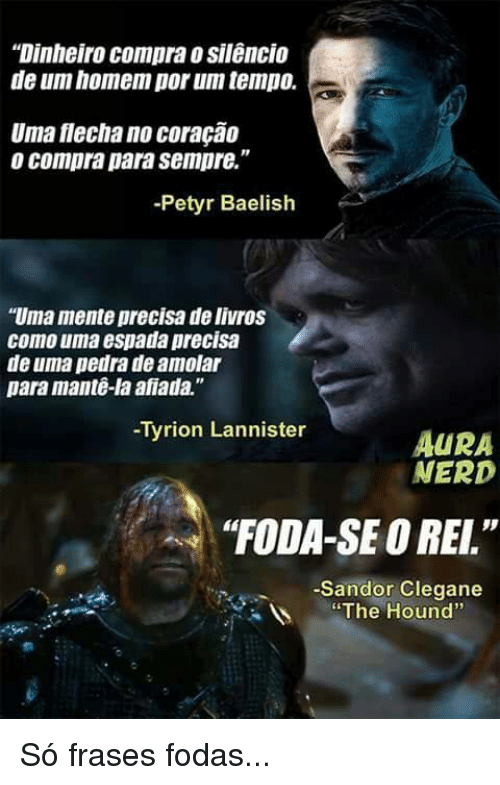 "Dinheiro compra o silêncio
de um homem por um tempo.
Uma flecha no coração
o compra para sempre."
-Petyr Baelish
"Uma mente precisa de livros
como uma espada precisa
de uma pedra de amolar
para mantê-la afiada."
-Tyrion Lannister
AURA
NERD
"FODA-SE O REI."
-Sandor Clegane
"The Hound"
Só frases fodas...